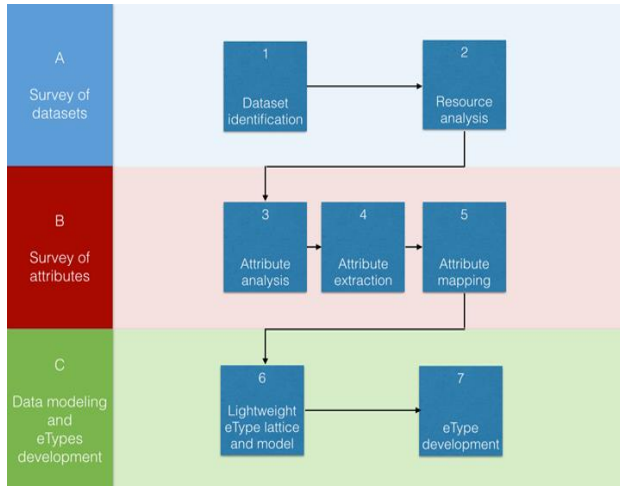 A
Survey of
datasets
1
Dataset
identification
2
Resource
analysis
B
Survey of
attributes
3
Attribute
analysis
4
Attribute
extraction
5
Attribute
mapping
C
Data modeling
and
eTypes
development
6
Lightweight
eType lattice
and model
7
eType
development